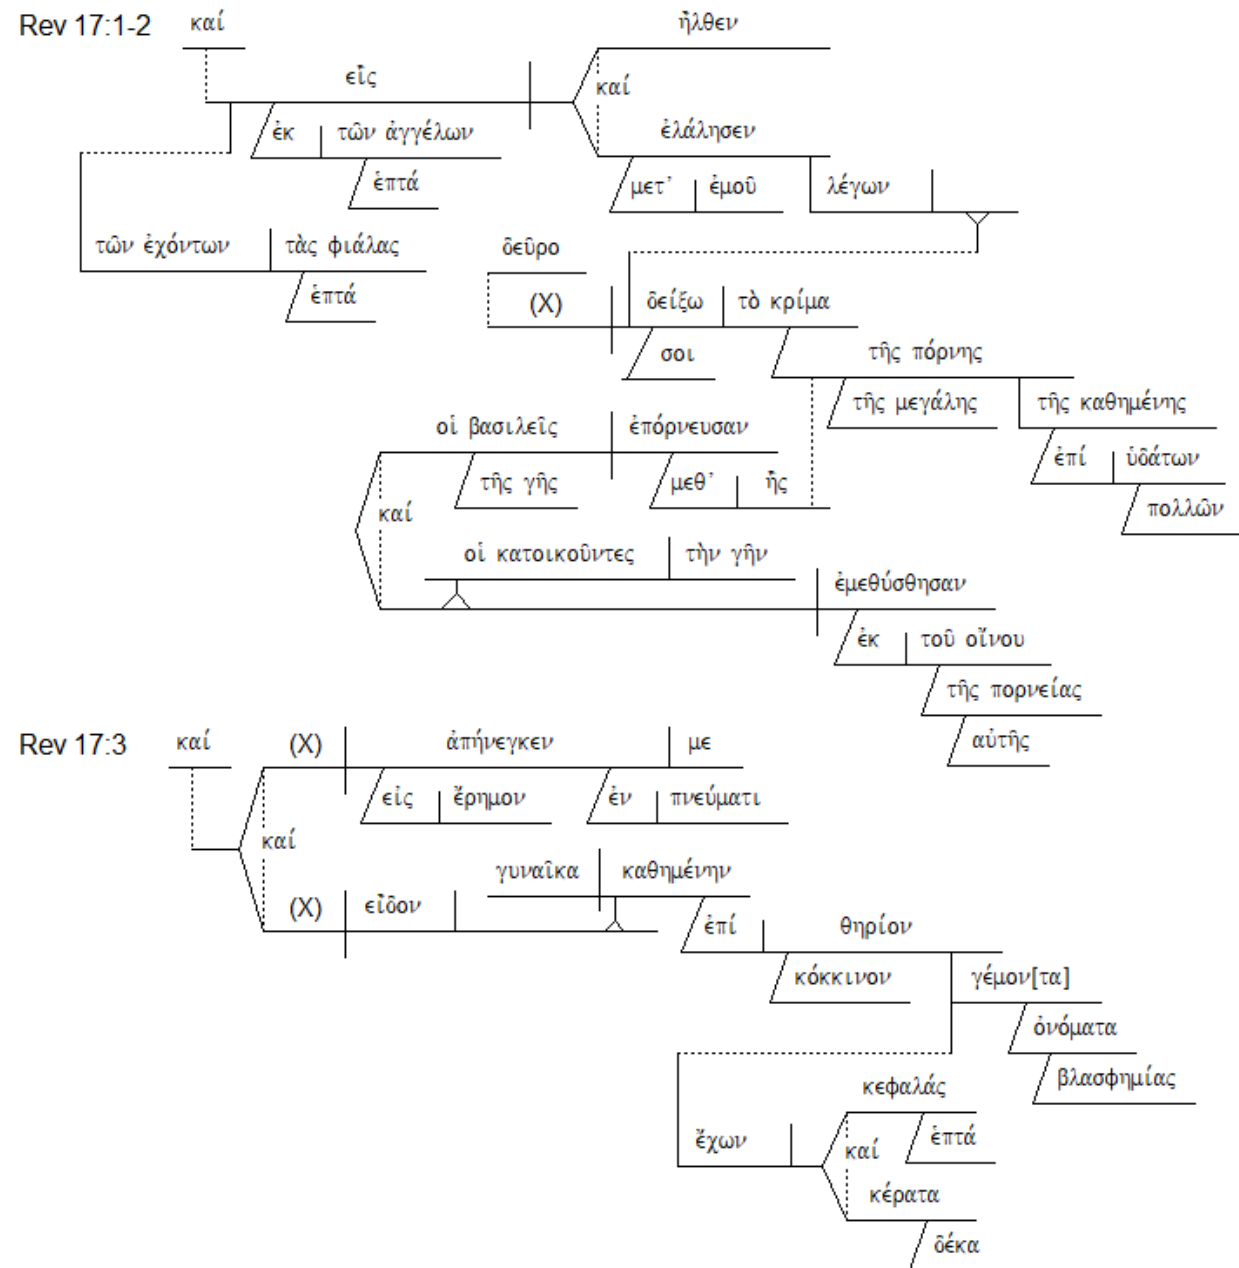 Rev 17:1-2 καί ἦλθεν
εἷς καί
ἐκ τῶν ἀγγέλων ἐλάλησεν
ἑπτά μετ’ ἐμοῦ λέγων
τῶν ἐχόντων τὰς φιάλας δεῦρο
ἑπτά (X) δείξω τὸ κρίμα
σοι τῆς πόρνης
τῆς μεγάλης τῆς καθημένης
οἱ βασιλεῖς ἐπόρνευσαν
τῆς γῆς μεθ’ ἧς ἐπί ὑδάτων
καί πολλῶν
οἱ κατοικοῦντες τὴν γῆν
ἐμεθύσθησαν
ἐκ τοῦ οἴνου
τῆς πορνείας
αὐτῆς
Rev 17:3 καί (X) ἀπήνεγκεν με
εἰς ἔρημον ἐν πνεύματι
καί
γυναῖκα καθημένην
(X) εἶδον ἐπί θηρίον
κόκκινον γέμον[τα]
ὀνόματα
βλασφημίας
κεφαλάς
ἔχων καί ἑπτά
κέρατα
δέκα